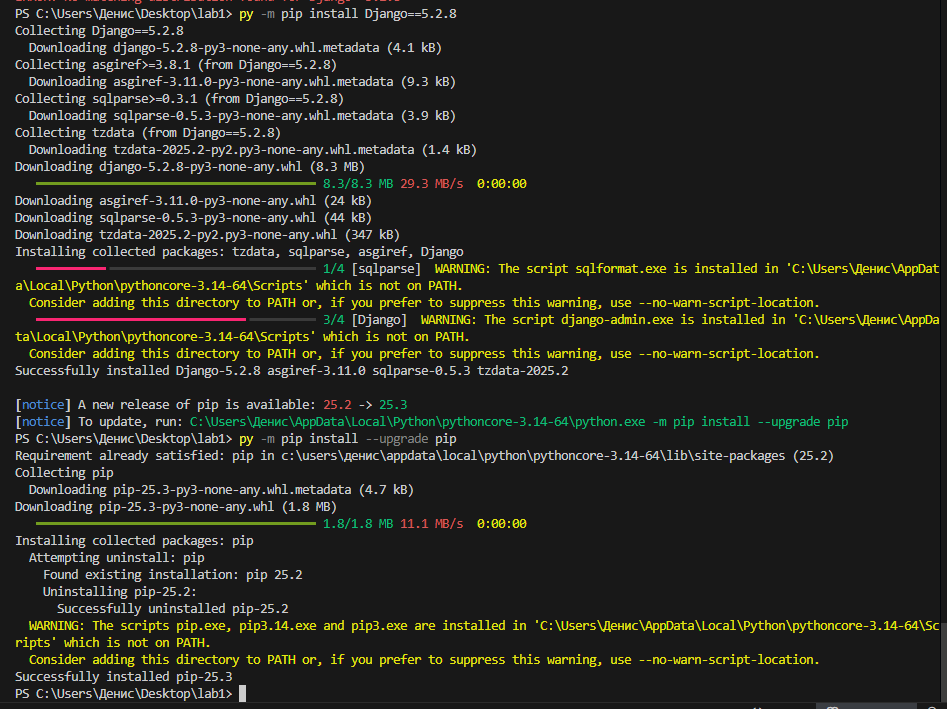 PS C:\Users\Денис\Desktop\lab1> py -m pip install Django==5.2.8
Collecting Django==5.2.8
  Downloading django-5.2.8-py3-none-any.whl.metadata (4.1 kB)
Collecting asgiref>=3.8.1 (from Django==5.2.8)
  Downloading asgiref-3.11.0-py3-none-any.whl.metadata (9.3 kB)
Collecting sqlparse>=0.3.1 (from Django==5.2.8)
  Downloading sqlparse-0.5.3-py3-none-any.whl.metadata (3.9 kB)
Collecting tzdata (from Django==5.2.8)
  Downloading tzdata-2025.2-py2.py3-none-any.whl.metadata (1.4 kB)
Downloading django-5.2.8-py3-none-any.whl (8.3 MB)
8.3/8.3 MB 29.3 MB/s  0:00:00
Downloading asgiref-3.11.0-py3-none-any.whl (24 kB)
Downloading sqlparse-0.5.3-py3-none-any.whl (44 kB)
Downloading tzdata-2025.2-py2.py3-none-any.whl (347 kB)
Installing collected packages: tzdata, sqlparse, asgiref, Django
1/4 [sqlparse]  WARNING: The script sqlformat.exe is installed in 'C:\Users\Денис\AppDat
a\Local\Python\pythoncore-3.14-64\Scripts' which is not on PATH.
  Consider adding this directory to PATH or, if you prefer to suppress this warning, use --no-warn-script-location.
3/4 [Django]  WARNING: The script django-admin.exe is installed in 'C:\Users\Денис\AppDa
ta\Local\Python\pythoncore-3.14-64\Scripts' which is not on PATH.
  Consider adding this directory to PATH or, if you prefer to suppress this warning, use --no-warn-script-location.
Successfully installed Django-5.2.8 asgiref-3.11.0 sqlparse-0.5.3 tzdata-2025.2
[notice] A new release of pip is available: 25.2 -> 25.3
[notice] To update, run: C:\Users\Денис\AppData\Local\Python\pythoncore-3.14-64\python.exe -m pip install --upgrade pip
PS C:\Users\Денис\Desktop\lab1> py -m pip install --upgrade pip
Requirement already satisfied: pip in c:\users\денис\appdata\local\python\pythoncore-3.14-64\lib\site-packages (25.2)
Collecting pip
  Downloading pip-25.3-py3-none-any.whl.metadata (4.7 kB)
Downloading pip-25.3-py3-none-any.whl (1.8 MB)
1.8/1.8 MB 11.1 MB/s  0:00:00
Installing collected packages: pip
  Attempting uninstall: pip
    Found existing installation: pip 25.2
    Uninstalling pip-25.2:
      Successfully uninstalled pip-25.2
  WARNING: The scripts pip.exe, pip3.14.exe and pip3.exe are installed in 'C:\Users\Денис\AppData\Local\Python\pythoncore-3.14-64\Sc
ripts' which is not on PATH.
  Consider adding this directory to PATH or, if you prefer to suppress this warning, use --no-warn-script-location.
Successfully installed pip-25.3
PS C:\Users\Денис\Desktop\lab1>